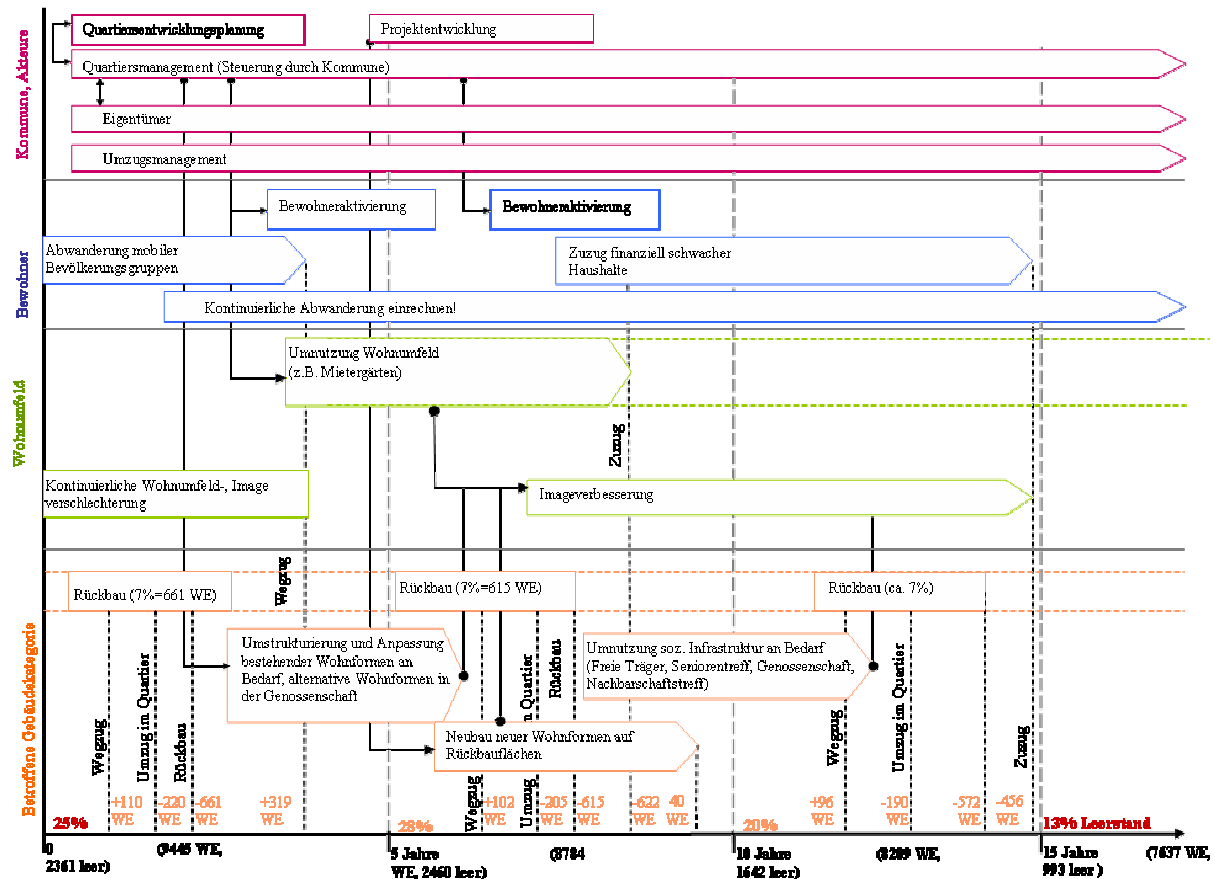 Kommune, Akteure
Quartiersentwicklungsplanung
Projektentwicklung
Quartiersmanagement (Steuerung durch Kommune)
Eigentümer
Umzugsmanagement
Bewohner
Bewohneraktivierung
Bewohneraktivierung
Abwanderung mobiler
Bevölkerungsgruppen
Zuzug finanziell schwacher
Haushalte
Kontinuierliche Abwanderung einrechnen!
Wohnumfeld
Umnutzung Wohnumfeld
(z.B. Mietergärten)
Zuzug
Kontinuierliche Wohnumfeld-, Image
verschlechterung
Imageverbesserung
Betroffene Gebäudekategorie
Wegzug
Rückbau (7%=661 WE)
Rückbau (7%=615 WE)
Rückbau (ca. 7%)
Umstrukturierung und Anpassung
bestehender Wohnformen an
Bedarf, alternative Wohnformen in
der Genossenschaft
Umnutzung soz. Infrastruktur an Bedarf
(Freie Träger, Seniorentreff, Genossenschaft,
Nachbarschaftstreff)
Neubau neuer Wohnformen auf
Rückbauflächen
Wegzug
Umzug im Quartier
Rückbau
Wegzug
Umzug im Quartier
Rückbau
Wegzug
Umzug im Quartier
Zuzug
+110 WE
-220 WE
-661 WE
+319 WE
+102 WE
-205 WE
-615 WE
-622 WE
40 WE
+96 WE
-190 WE
-572 WE
-456 WE
25%
28%
20%
13% Leerstand
0 (9445 WE,
2361 leer)
5 Jahre (8784
WE, 2460 leer)
10 Jahre (8209 WE,
1642 leer)
15 Jahre (7637 WE,
993 leer )